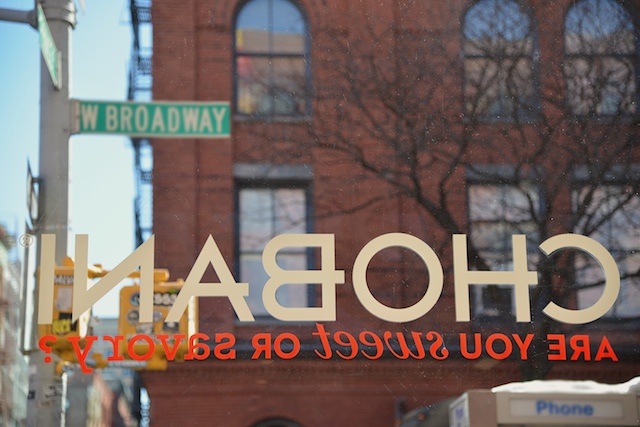 W BROADWAY
CHOBANI®
ARE YOU sweet OR savory?
Phone